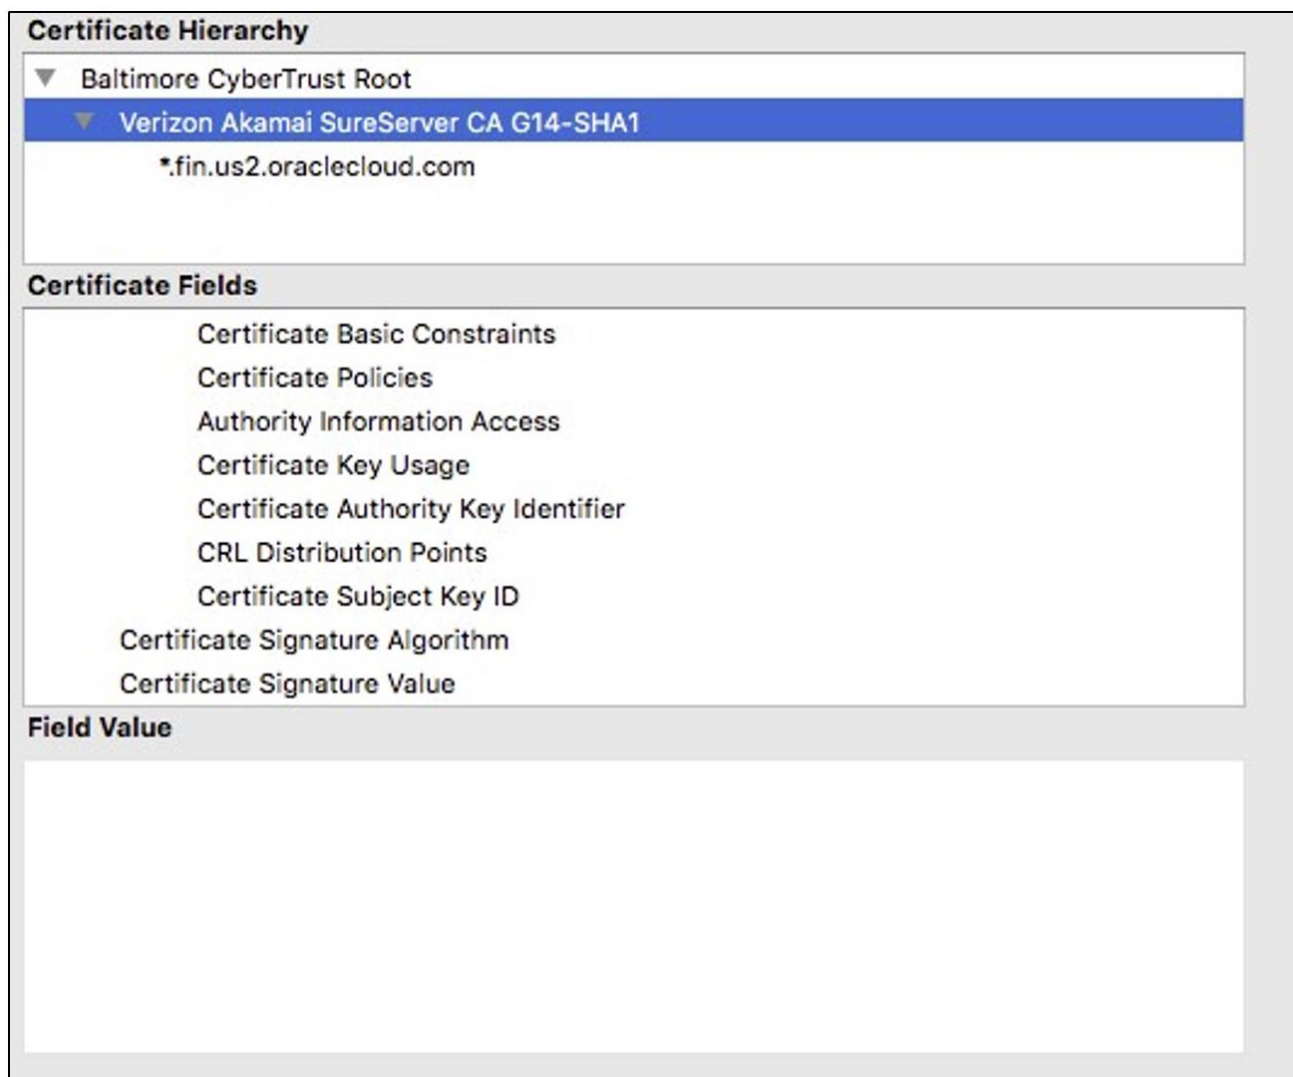 Certificate Hierarchy
Baltimore CyberTrust Root
Verizon Akamai SureServer CA G14-SHA1
*.fin.us2.oraclecloud.com
Certificate Fields
Certificate Basic Constraints
Certificate Policies
Authority Information Access
Certificate Key Usage
Certificate Authority Key Identifier
CRL Distribution Points
Certificate Subject Key ID
Certificate Signature Algorithm
Certificate Signature Value
Field Value